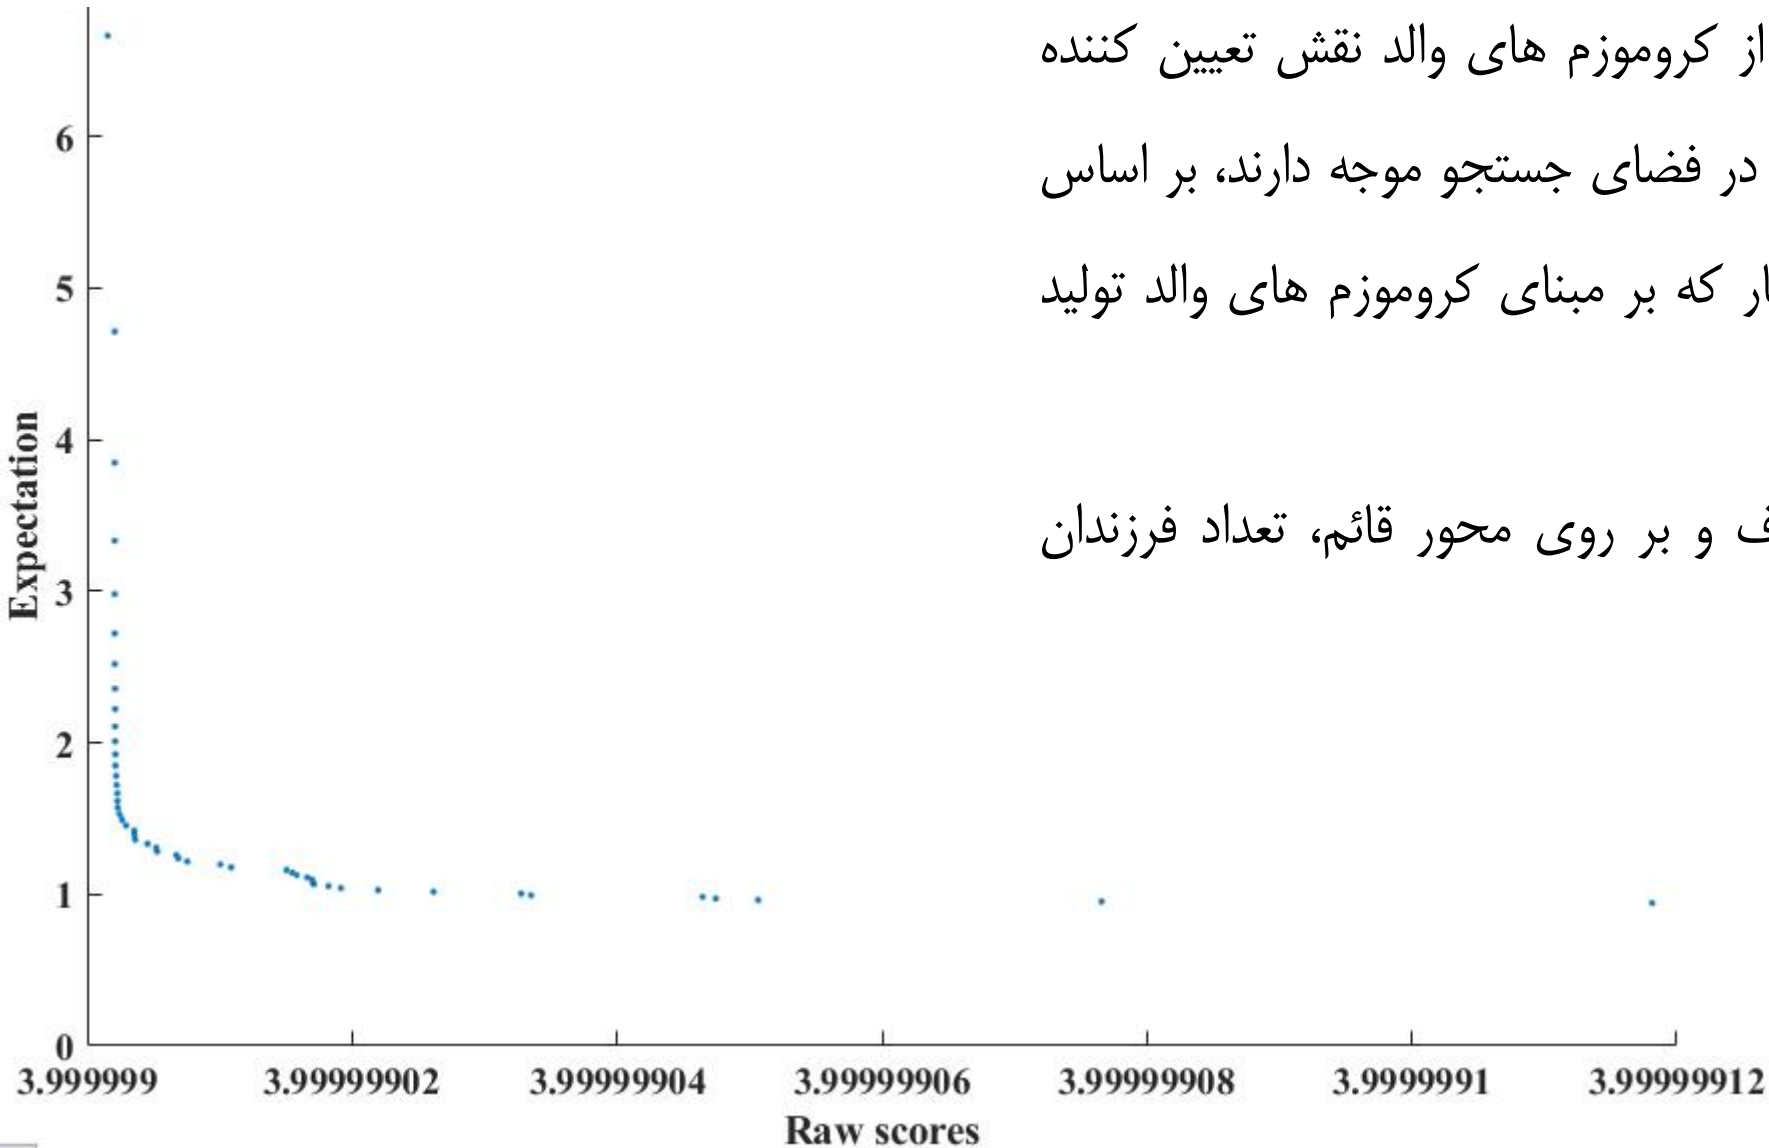 از کروموزم های والد نقش تعیین کننده
در فضای جستجو موجه دارند، بر اساس
که بر مبنای کروموزم های والد تولید
و بر روی محور قائم، تعداد فرزندان
6
5
4
3
2
1
0
Expectation
3.9999999 3.99999902 3.99999904 3.99999906 3.99999908 3.9999991 3.99999912
Raw scores